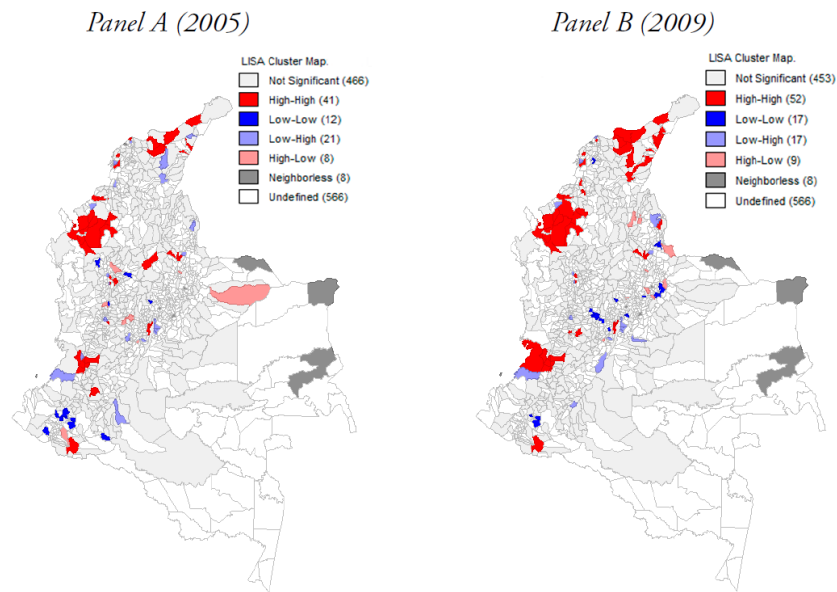 Panel A (2005)
LISA Cluster Map.
Not Significant (466)
High-High (41)
Low-Low (12)
Low-High (21)
High-Low (8)
Neighborless (8)
Undefined (566)
Panel B (2009)
LISA Cluster Map.
Not Significant (453)
High-High (52)
Low-Low (17)
Low-High (17)
High-Low (9)
Neighborless (8)
Undefined (566)